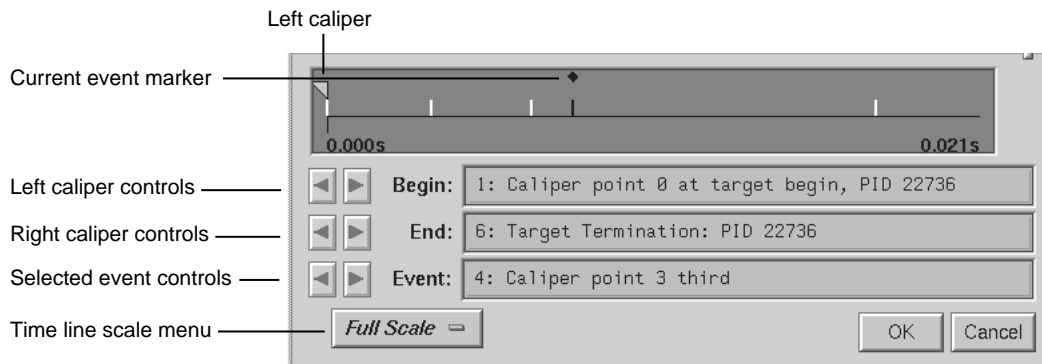 Left caliper
Current event marker
0.000s
0.021s
Left caliper controls
Begin:
1: Caliper point 0 at target begin, PID 22736
Right caliper controls
End:
6: Target Termination: PID 22736
Selected event controls
Event:
4: Caliper point 3 third
Time line scale menu
Full Scale
OK
Cancel